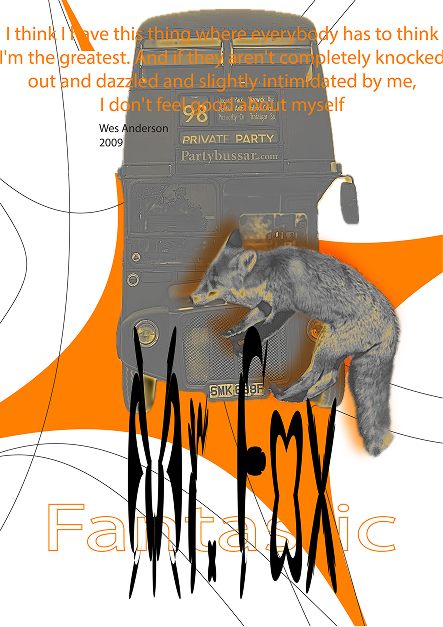 I think I have this thing where everybody has to think
I'm the greatest. And if they aren't completely knocked
out and dazzled and slightly intimidated by me,
I don't feel good about myself
Wes Anderson
2009
98
PRIVATE PARTY
Partybussar.com
Mr. Fox
Fantastic